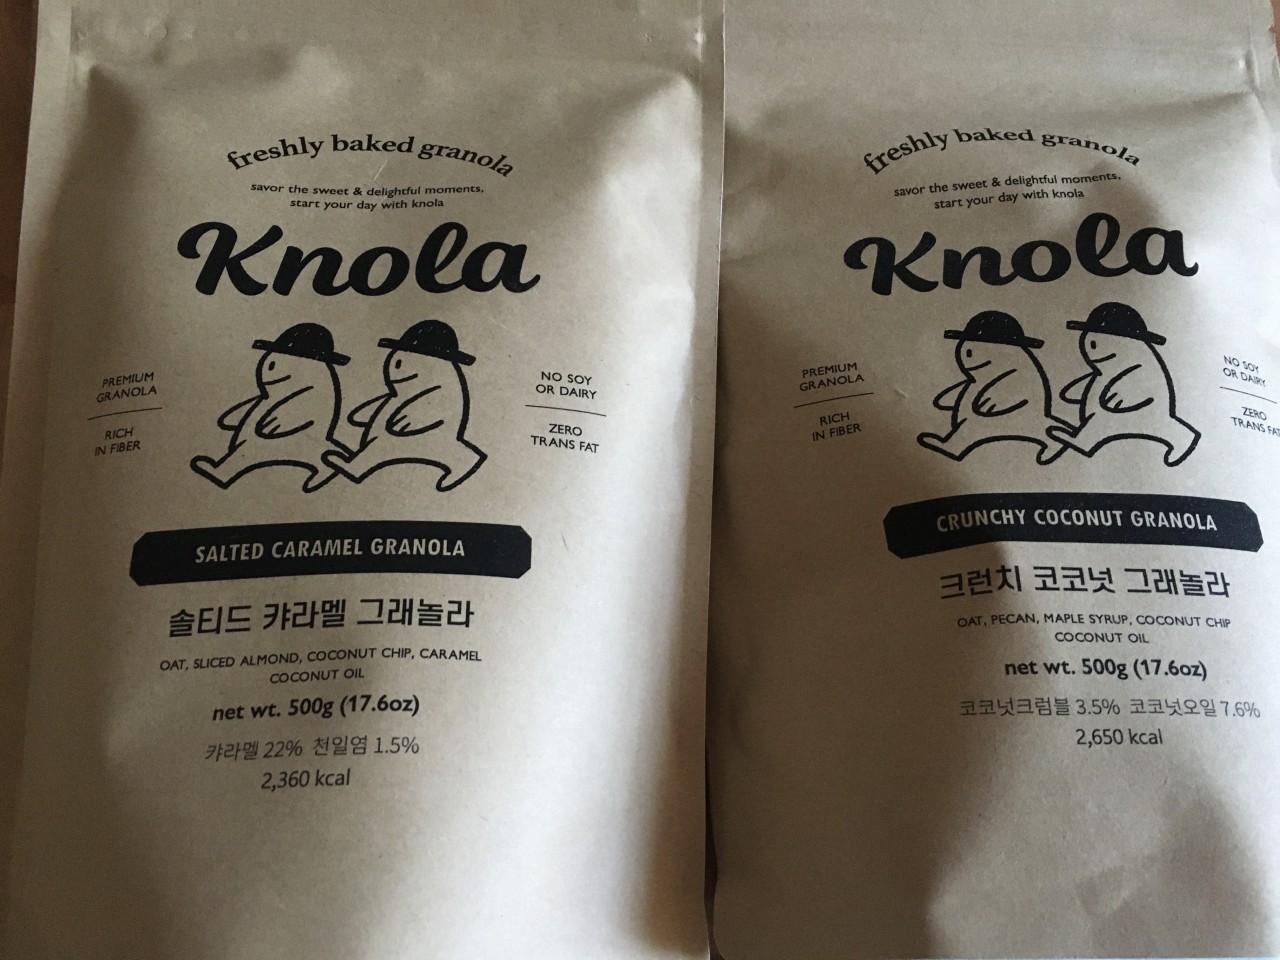 freshly baked granola
savor the sweet & delightful moments,
start your day with knola
Knola
PREMIUM
GRANOLA
RICH
IN FIBER
NO SOY
OR DAIRY
ZERO
TRANS FAT
SALTED CARAMEL GRANOLA
솔티드 캬라멜 그래놀라
OAT, SLICED ALMOND, COCONUT CHIP, CARAMEL
COCONUT OIL
net wt. 500g (17.6oz)
캬라멜 22% 천일염 1.5%
2,360 kcal
freshly baked granola
savor the sweet & delightful moments,
start your day with knola
Knola
PREMIUM
GRANOLA
RICH
IN FIBER
NO SOY
OR DAIRY
ZERO
TRANS FAT
CRUNCHY COCONUT GRANOLA
크런치 코코넛 그래놀라
OAT, PECAN, MAPLE SYRUP, COCONUT CHIP
COCONUT OIL
net wt. 500g (17.6oz)
코코넛크럼블 3.5% 코코넛오일 7.6%
2,650 kcal